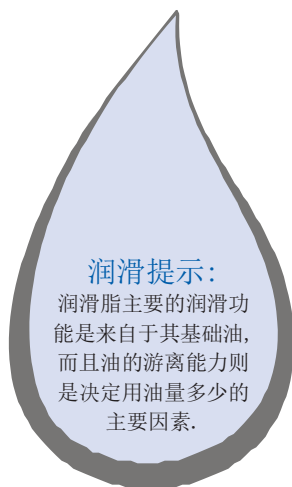 润滑提示:
润滑脂主要的润滑功
能是来自于其基础油,
而且油的游离能力则
是决定用油量多少的
主要因素.